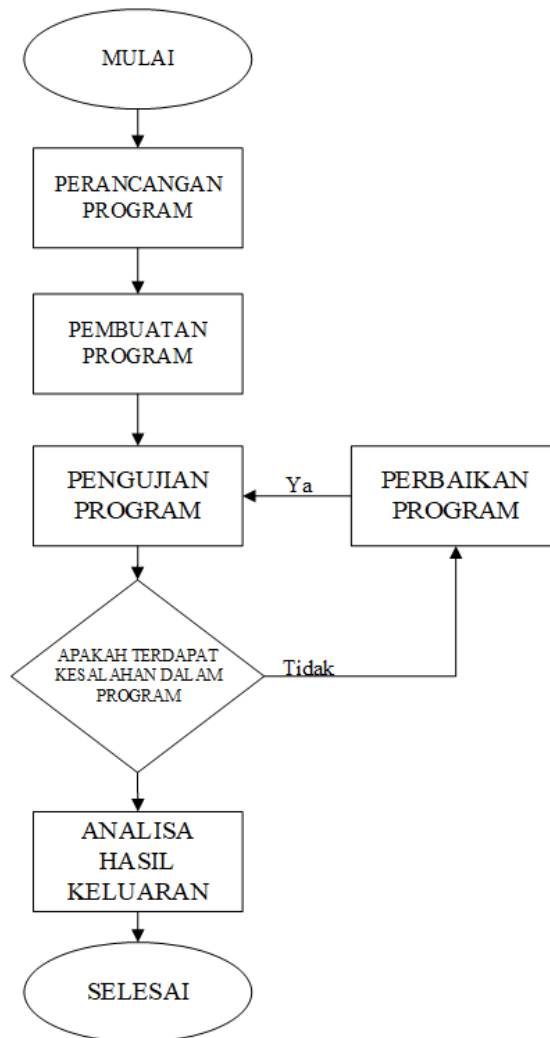 MULAI
PERANCANGAN
PROGRAM
PEMBUATAN
PROGRAM
PENGUJIAN
PROGRAM
Ya
PERBAIKAN
PROGRAM
APAKAH TERDAPAT
KESALAHAN DALAM
PROGRAM
Tidak
ANALISA
HASIL
KELUARAN
SELESAI